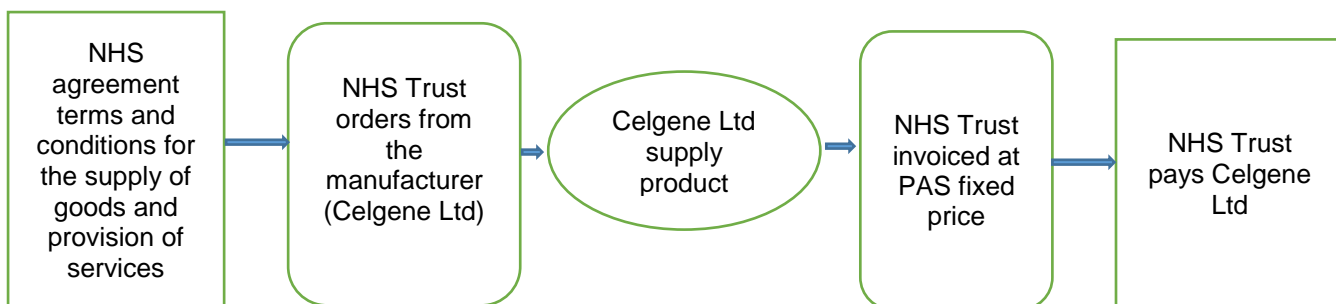 NHS
agreement
terms and
conditions for
the supply of
goods and
provision of
services
NHS Trust
orders from
the
manufacturer
(Celgene Ltd)
Celgene Ltd
supply
product
NHS Trust
invoiced at
PAS fixed
price
NHS Trust
pays Celgene
Ltd